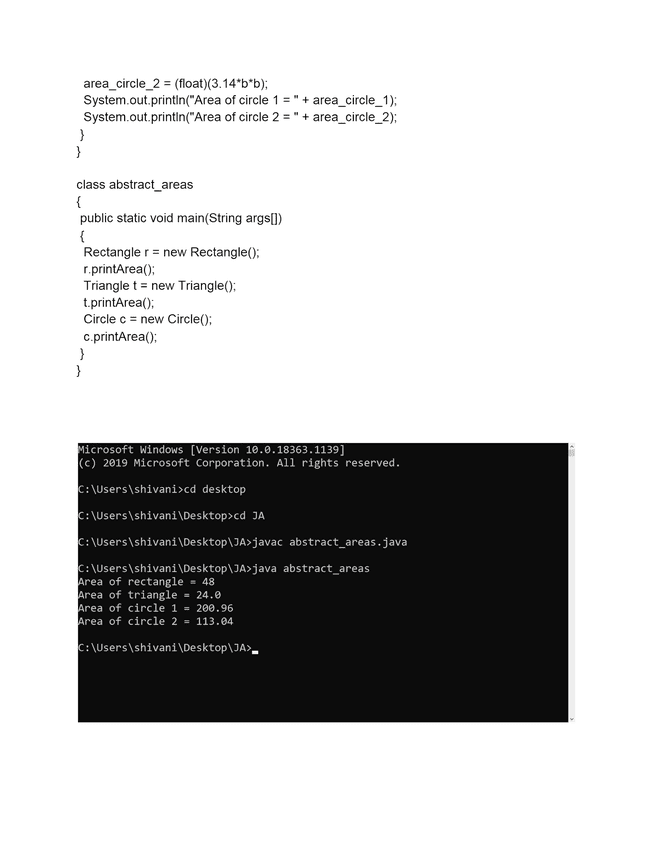 area_circle_2 = (float)(3.14*b*b);
System.out.println("Area of circle 1 = " + area_circle_1);
System.out.println("Area of circle 2 = " + area_circle_2);
}
}
class abstract_areas
{
public static void main(String args[])
{
Rectangle r = new Rectangle();
r.printArea();
Triangle t = new Triangle();
t.printArea();
Circle c = new Circle();
c.printArea();
}
}
Microsoft Windows [Version 10.0.18363.1139]
(c) 2019 Microsoft Corporation. All rights reserved.
C:\Users\shivani>cd desktop
C:\Users\shivani\Desktop>cd JA
C:\Users\shivani\Desktop\JA>javac abstract_areas.java
C:\Users\shivani\Desktop\JA>java abstract_areas
Area of rectangle = 48
Area of triangle = 24.0
Area of circle 1 = 200.96
Area of circle 2 = 113.04
C:\Users\shivani\Desktop\JA>